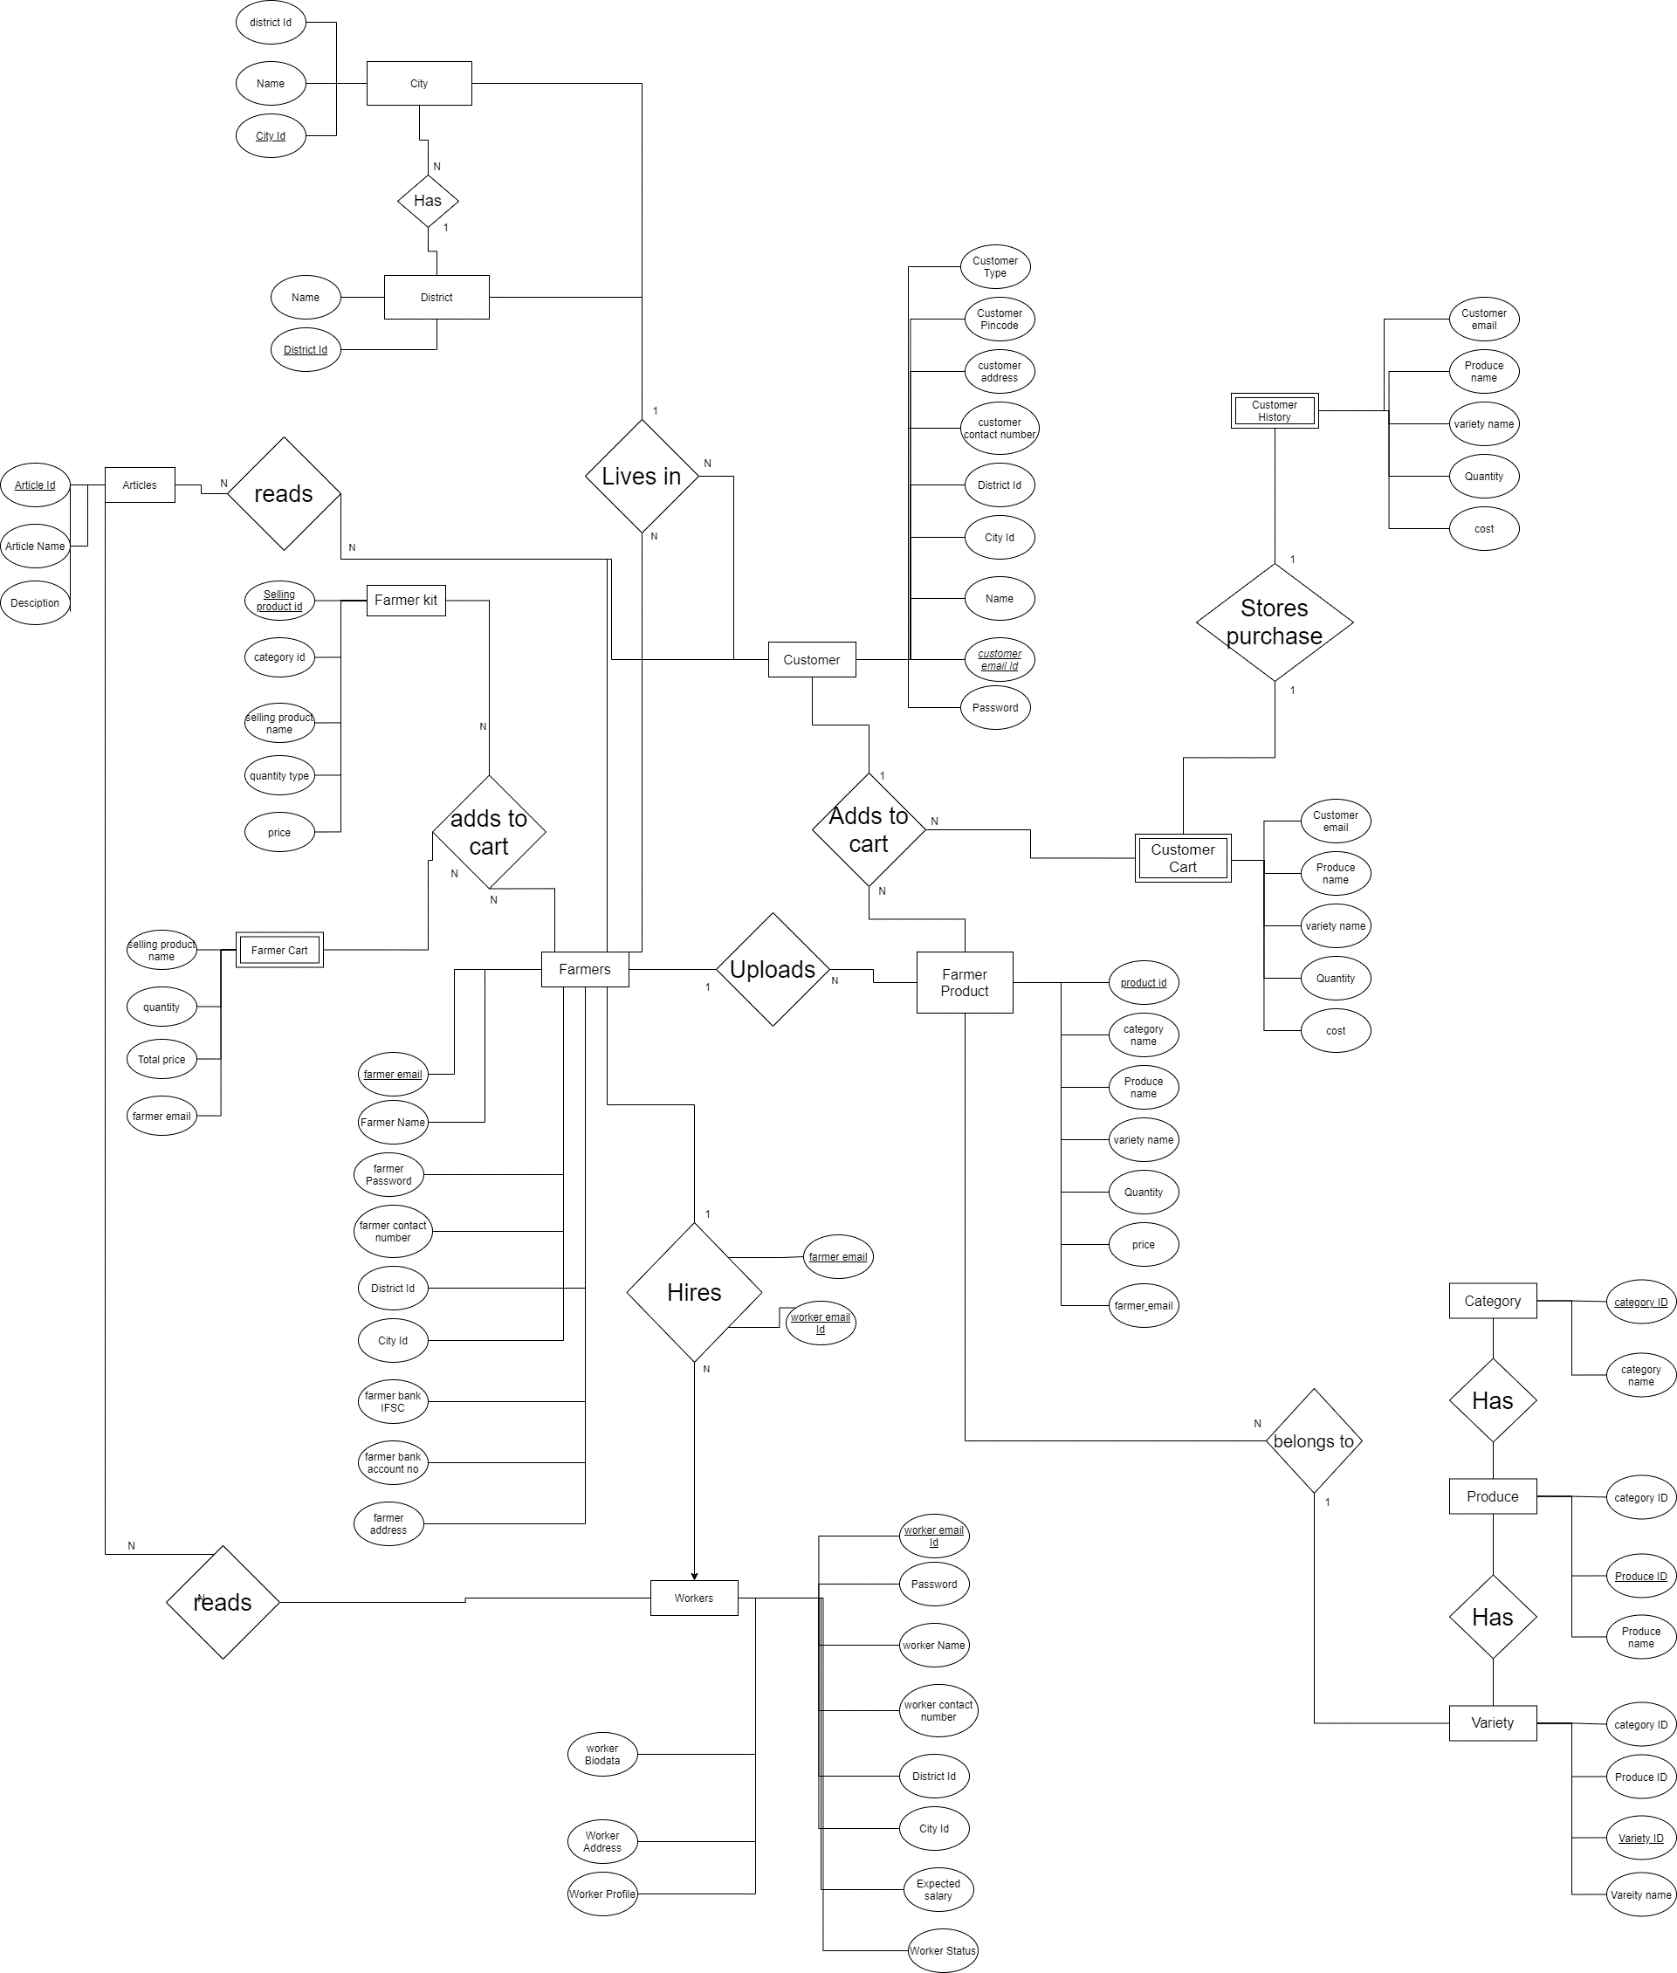 district Id
Name
City
City Id
N
Has
1
Name
District
District Id
Customer
Type
Customer
Pincode
customer
address
customer
contact number
District Id
City Id
Name
customer
email Id
Password
Customer
email
Produce
name
variety name
Quantity
cost
Customer
History
1
Lives in
N
N
Article Id
Articles
N
reads
N
Article Name
Desciption
Selling
product id
Farmer kit
category id
selling product
name
quantity type
price
N
adds to
cart
N
N
Customer
1
Stores
purchase
1
1
Adds to
cart
N
N
Customer
Cart
Customer
email
Produce
name
variety name
Quantity
cost
selling product
name
Farmer Cart
quantity
Total price
farmer email
Farmers
1
Uploads
N
Farmer
Product
product id
category
name
Produce
name
variety name
Quantity
price
farmer_email
farmer email
Farmer Name
farmer
Password
farmer contact
number
District Id
City Id
farmer bank
IFSC
farmer bank
account no
farmer
address
1
Hires
N
farmer email
worker email
Id
Category
category ID
category
name
Has
N
belongs to
1
Produce
category ID
Produce ID
Produce
name
Has
Variety
category ID
Produce ID
Variety ID
Vareity name
N
N
reads
Workers
worker email
Id
Password
worker Name
worker contact
number
District Id
City Id
Expected
salary
Worker Status
worker
Biodata
Worker
Address
Worker Profile